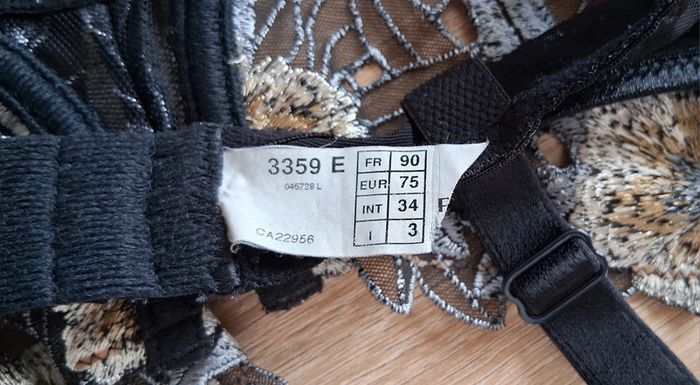 3359 E
045728 L
CA22956
FR 90
EUR 75
INT 34
I 3